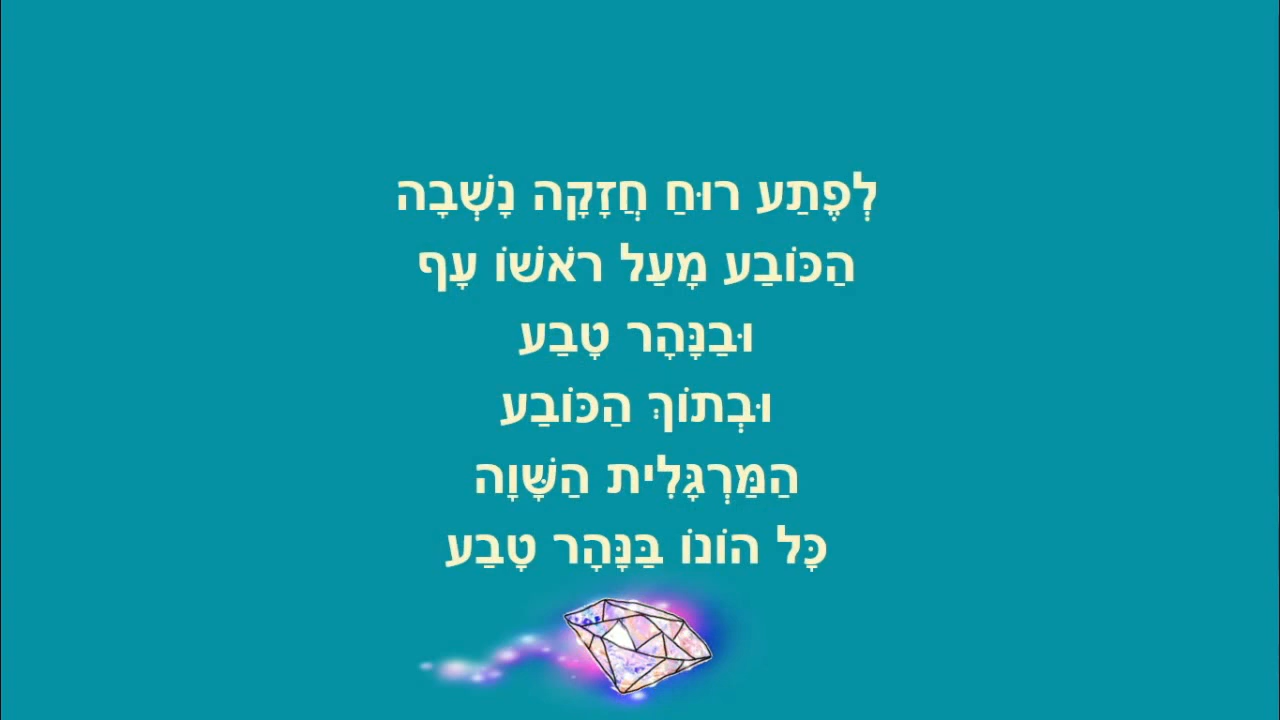 לְפֶתַע רוּחַ חֲזָקָה נָשְׁבָה
הַכּוֹבַע מָעַל רֹאשׁוֹ עָף
וּבַנָּהָר טָבַע
וּבְתוֹךְ הַכּוֹבַע
הַמַּרְגָּלִית הַשָּׁוָה
כָּל הוֹנוֹ בַּנָּהָר טָבַע